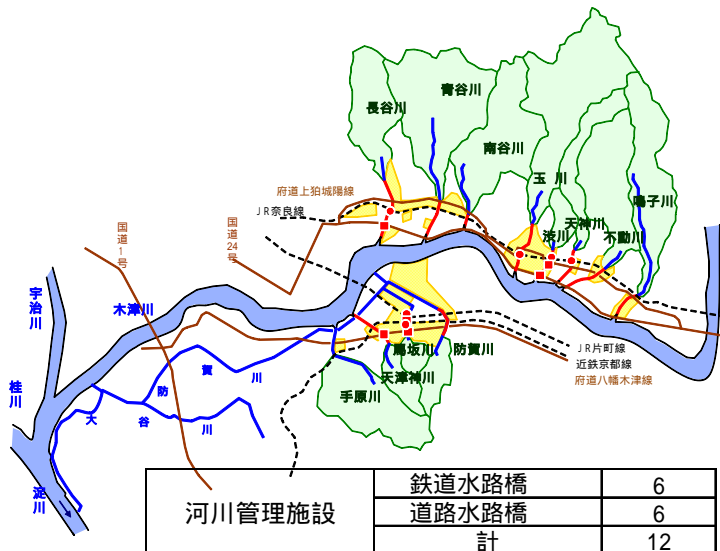 長谷川
青谷川
南谷川
玉川
渋川
天神川
不動川
鳴子川
府道上狛城陽線
JR奈良線
国道1号
国道24号
宇治川
木津川
桂川
淀川
大谷川
防賀川
手原川
天津神川
馬坂川
防賀川
JR片町線
近鉄京都線
府道八幡木津線
河川管理施設
鉄道水路橋 6
道路水路橋 6
計 12